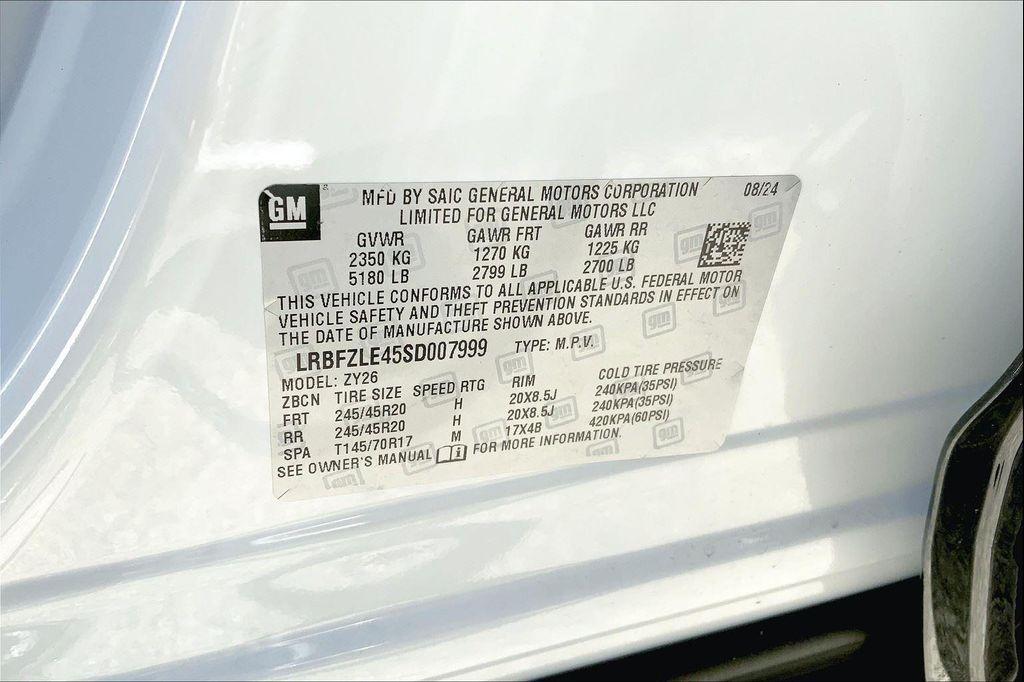 GM
MFD BY SAIC GENERAL MOTORS CORPORATION 08/24
LIMITED FOR GENERAL MOTORS LLC
GVWR GAWR FRT GAWR RR
2350 KG 1270 KG 1225 KG
5180 LB 2799 LB 2700 LB
THIS VEHICLE CONFORMS TO ALL APPLICABLE U.S. FEDERAL MOTOR
VEHICLE SAFETY AND THEFT PREVENTION STANDARDS IN EFFECT ON
THE DATE OF MANUFACTURE SHOWN ABOVE.
LRBFZLE45SD007999 TYPE: M.P.V.
MODEL: ZY26
ZBCN TIRE SIZE SPEED RTG RIM COLD TIRE PRESSURE
FRT 245/45R20 H 20X8.5J 240KPA(35PSI)
RR 245/45R20 H 20X8.5J 240KPA(35PSI)
SPA T145/70R17 M 17X4B 420KPA(60PSI)
SEE OWNER'S MANUAL i FOR MORE INFORMATION.